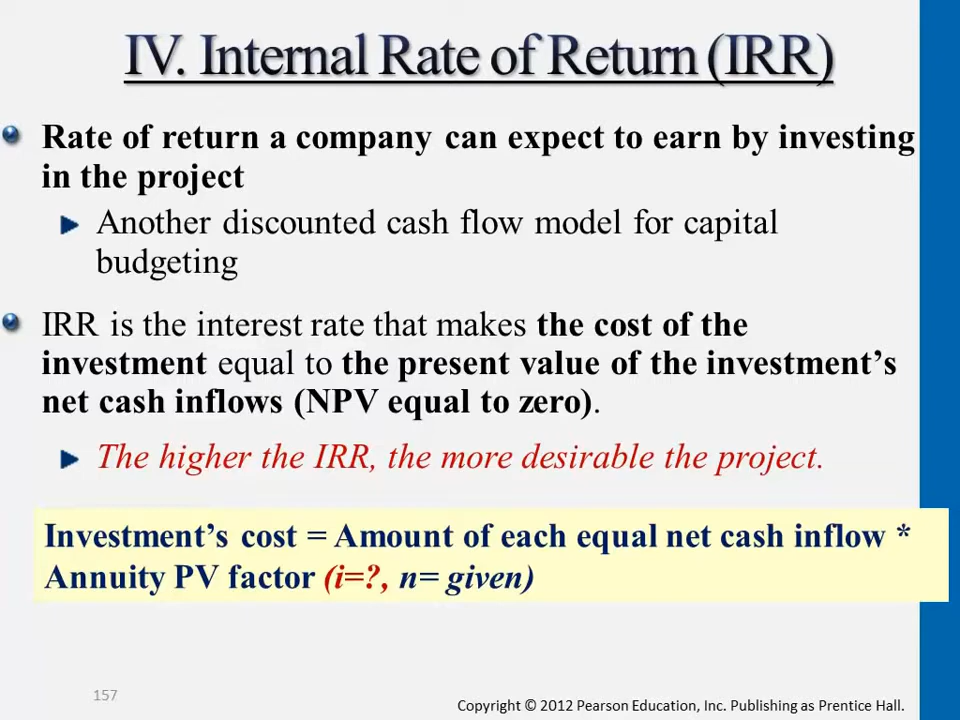 IV. Internal Rate of Return (IRR)
Rate of return a company can expect to earn by investing
in the project
Another discounted cash flow model for capital
budgeting
IRR is the interest rate that makes the cost of the
investment equal to the present value of the investment’s
net cash inflows (NPV equal to zero).
The higher the IRR, the more desirable the project.
Investment’s cost = Amount of each equal net cash inflow *
Annuity PV factor (i=?, n= given)
157
Copyright © 2012 Pearson Education, Inc. Publishing as Prentice Hall.